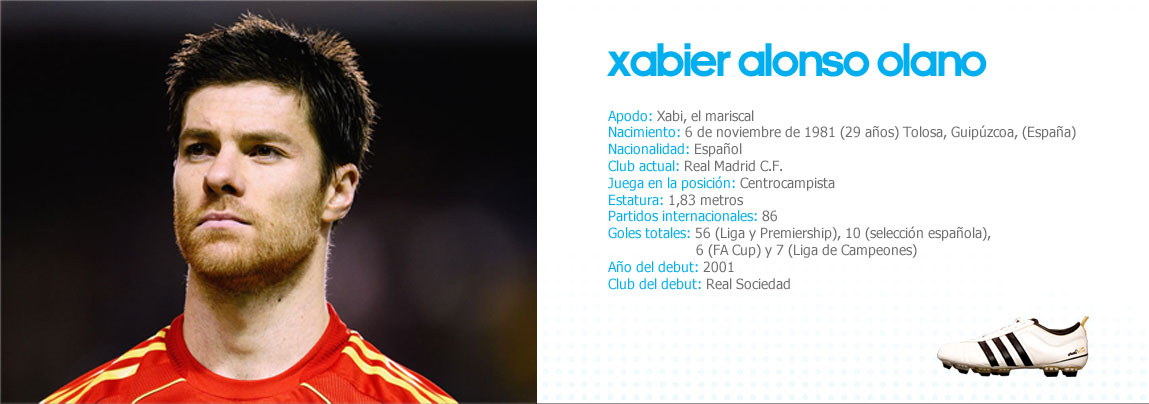 xabier alonso olano
Apodo: Xabi, el mariscal
Nacimiento: 6 de noviembre de 1981 (29 años) Tolosa, Guipúzcoa, (España)
Nacionalidad: Español
Club actual: Real Madrid C.F.
Juega en la posición: Centrocampista
Estatura: 1,83 metros
Partidos internacionales: 86
Goles totales: 56 (Liga y Premiership), 10 (selección española),
6 (FA Cup) y 7 (Liga de Campeones)
Año del debut: 2001
Club del debut: Real Sociedad